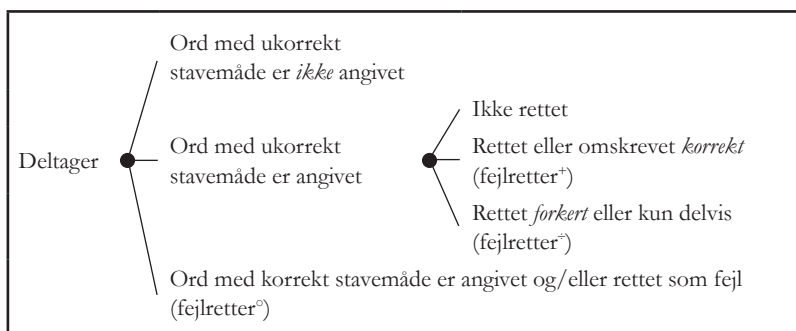 Ord med ukorrekt
stavemåde er ikke angivet
Ikke rettet
Deltager
Ord med ukorrekt
stavemåde er angivet
Rettet eller omskrevet korrekt
(fejlretter⁺)
Rettet forkert eller kun delvis
(fejlretter÷)
Ord med korrekt stavemåde er angivet og/eller rettet som fejl
(fejlretter°)